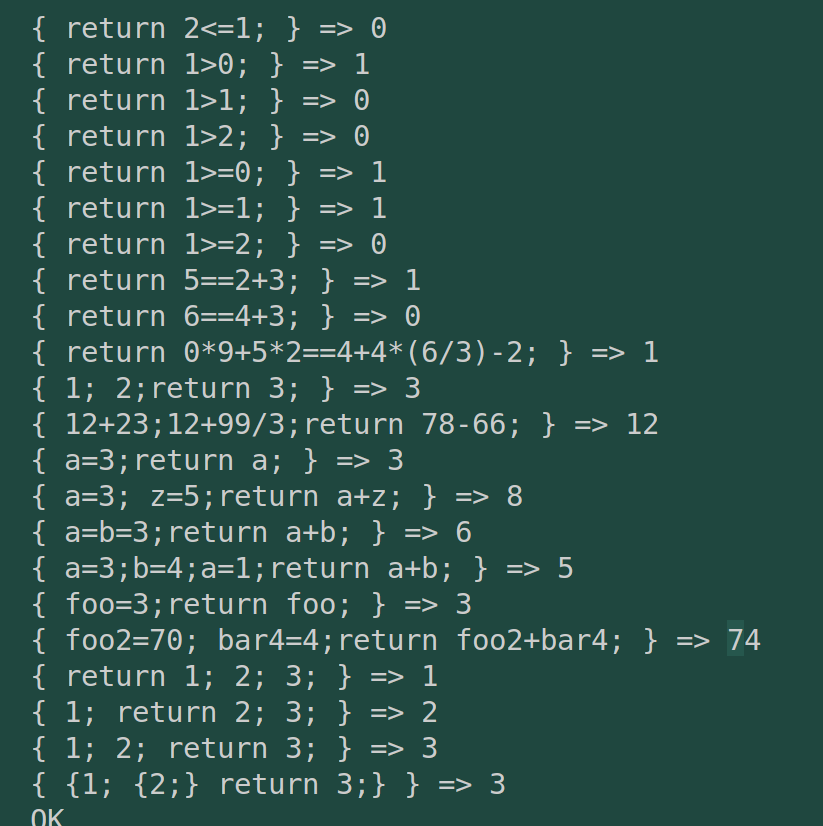 { return 2<=1; } => 0
{ return 1>0; } => 1
{ return 1>1; } => 0
{ return 1>2; } => 0
{ return 1>=0; } => 1
{ return 1>=1; } => 1
{ return 1>=2; } => 0
{ return 5==2+3; } => 1
{ return 6==4+3; } => 0
{ return 0*9+5*2==4+4*(6/3)-2; } => 1
{ 1; 2;return 3; } => 3
{ 12+23;12+99/3;return 78-66; } => 12
{ a=3;return a; } => 3
{ a=3; z=5;return a+z; } => 8
{ a=b=3;return a+b; } => 6
{ a=3;b=4;a=1;return a+b; } => 5
{ foo=3;return foo; } => 3
{ foo2=70; bar4=4;return foo2+bar4; } => 74
{ return 1; 2; 3; } => 1
{ 1; return 2; 3; } => 2
{ 1; 2; return 3; } => 3
{ {1; {2;} return 3;} } => 3
OK